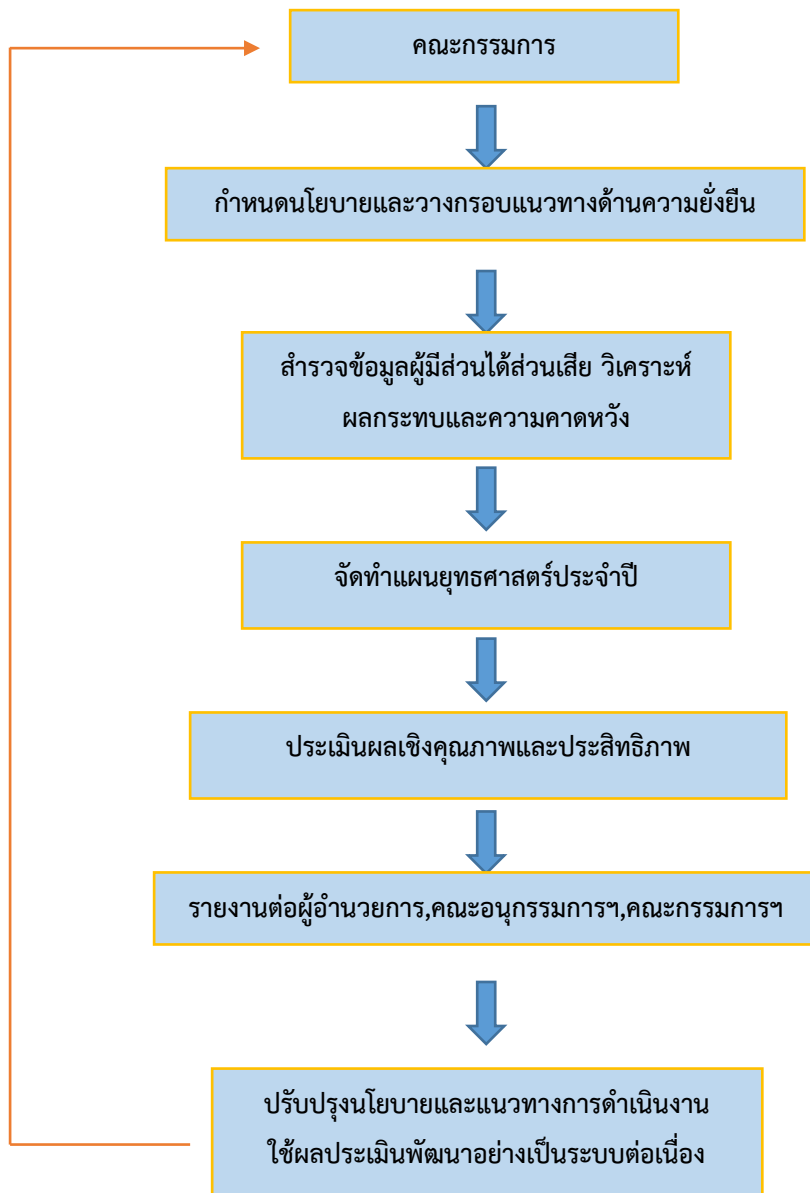 คณะกรรมการ
กำหนดนโยบายและวางกรอบแนวทางด้านความยั่งยืน
สำรวจข้อมูลผู้มีส่วนได้ส่วนเสีย วิเคราะห์
ผลกระทบและความคาดหวัง
จัดทำแผนยุทธศาสตร์ประจำปี
ประเมินผลเชิงคุณภาพและประสิทธิภาพ
รายงานต่อผู้อำนวยการ,คณะอนุกรรมการฯ,คณะกรรมการฯ
ปรับปรุงนโยบายและแนวทางการดำเนินงาน
ใช้ผลประเมินพัฒนาอย่างเป็นระบบต่อเนื่อง